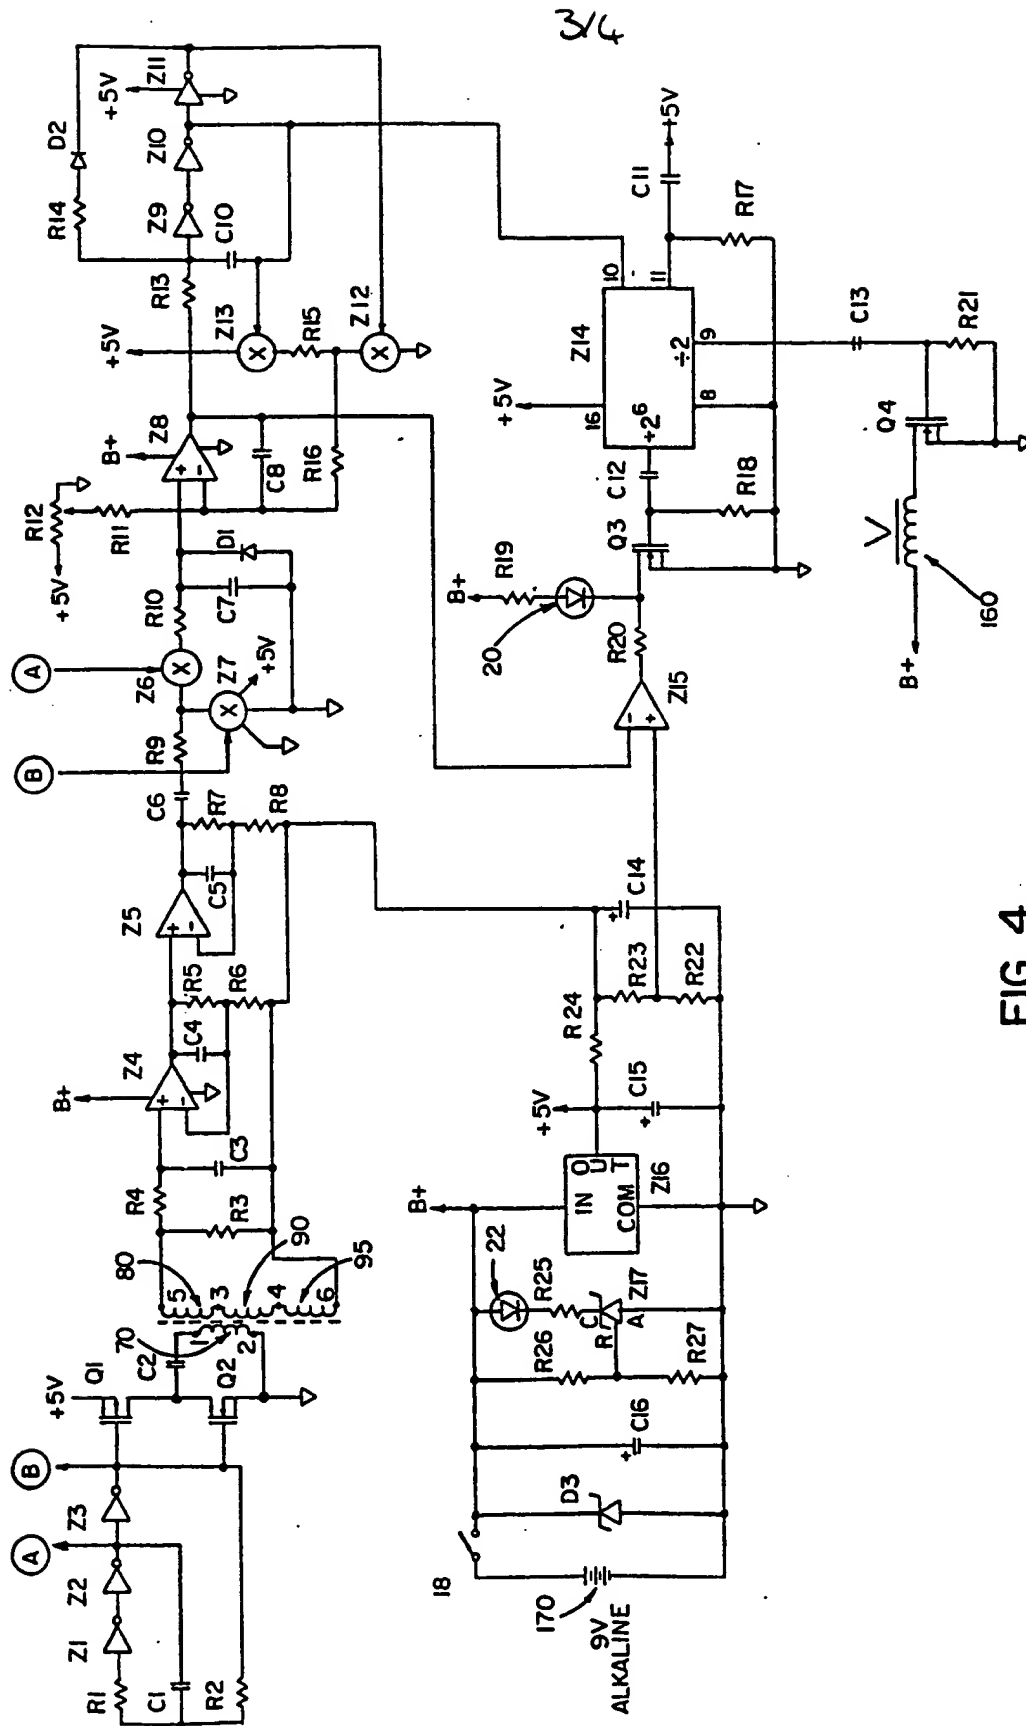 3/4
A
B
Z1
Z2
Z3
R1
C1
R2
+5V
Q1
C2
Q2
70
1
2
80
5
3
4
6
90
95
R4
R3
C3
B+
Z4
+
-
C4
R5
R6
Z5
+
-
C5
R7
R8
C6
B
R9
A
Z6
Z7
+5V
R10
C7
D1
+5V
R12
R11
B+
Z8
+
-
C8
R16
+5V
Z13
R15
Z12
R13
C10
R14
D2
Z9
Z10
Z11
+5V
18
170
9V
ALKALINE
D3
C16
R26
R27
22
R25
C
R
A
Z17
B+
IN
OUT
COM
Z16
+5V
C15
R24
R23
R22
C14
+
+
+
Z15
-
+
R20
20
B+
R19
Q3
R18
C12
+5V
16
÷2⁶
Z14
÷2
8
9
10
11
C11
+5V
R17
C13
R21
Q4
V
160
B+
FIG. 4